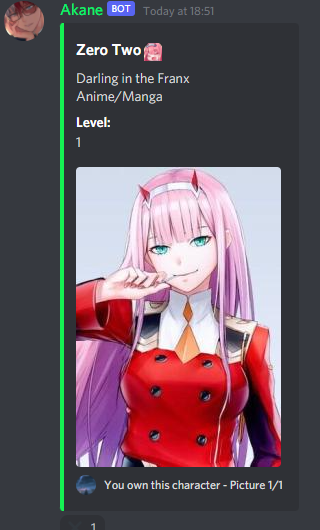 Akane BOT Today at 18:51
Zero Two
Darling in the Franx
Anime/Manga
Level:
1
You own this character - Picture 1/1
1